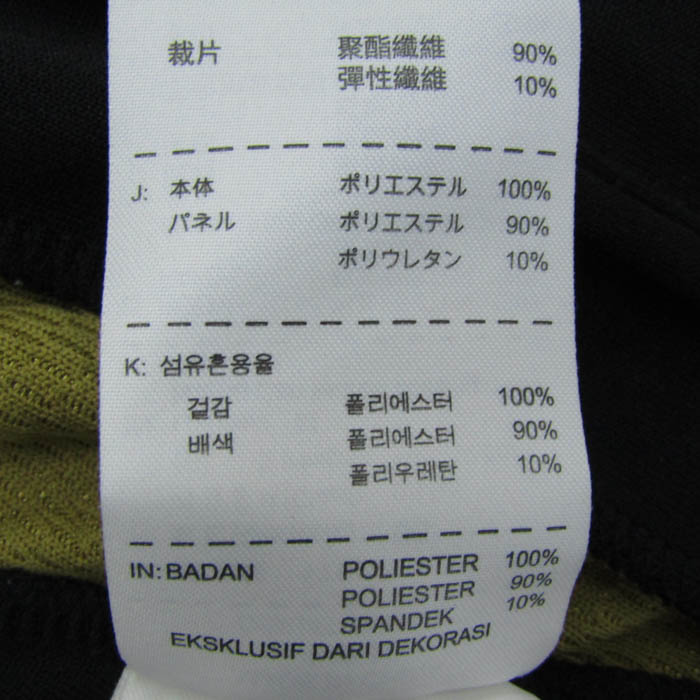 裁片 聚酯纖維 90%
彈性纖維 10%
J: 本体 ポリエステル 100%
パネル ポリエステル 90%
ポリウレタン 10%
K: 섬유혼용율
걸감 폴리에스터 100%
배색 폴리에스터 90%
폴리우레탄 10%
IN: BADAN POLIESTER 100%
POLIESTER 90%
SPANDEK 10%
EKSKLUSIF DARI DEKORASI